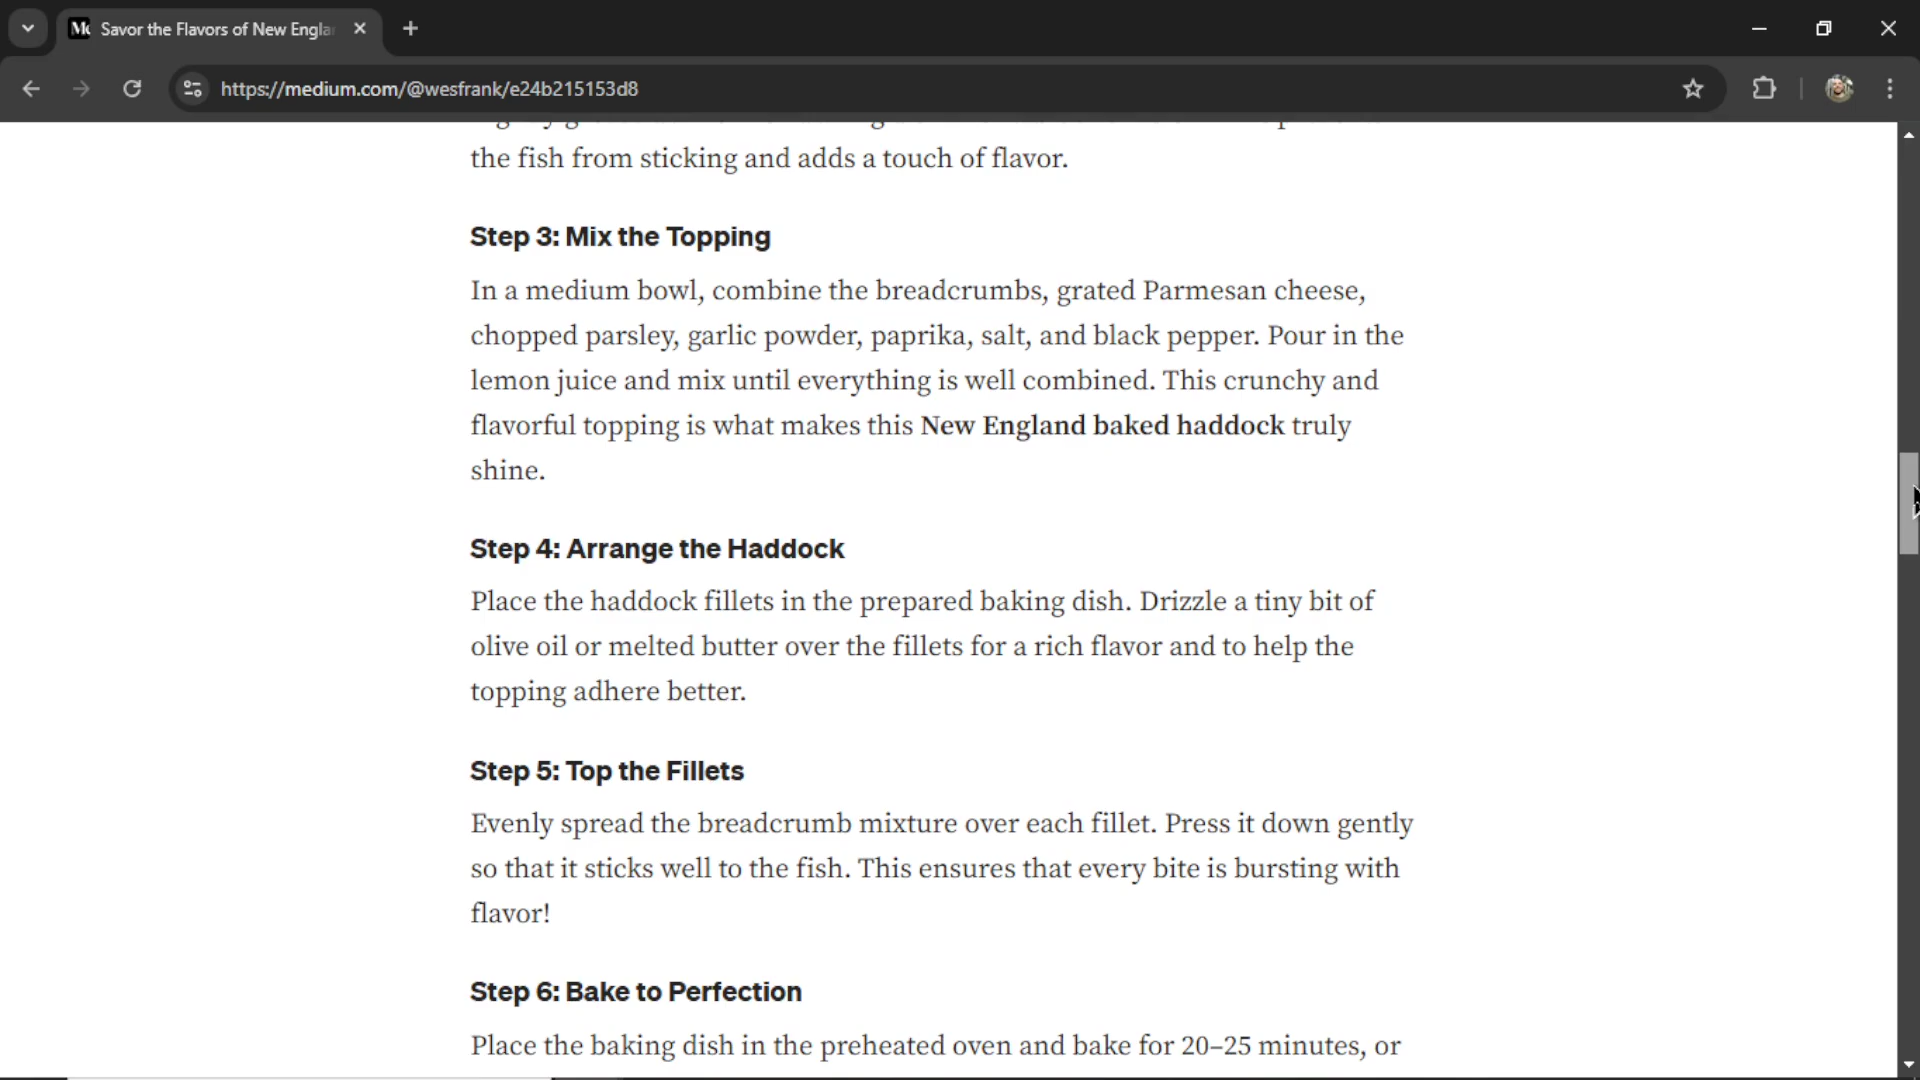 Savor the Flavors of New Engla
https://medium.com/@wesfrank/e24b215153d8
the fish from sticking and adds a touch of flavor.
Step 3: Mix the Topping
In a medium bowl, combine the breadcrumbs, grated Parmesan cheese,
chopped parsley, garlic powder, paprika, salt, and black pepper. Pour in the
lemon juice and mix until everything is well combined. This crunchy and
flavorful topping is what makes this New England baked haddock truly
shine.
Step 4: Arrange the Haddock
Place the haddock fillets in the prepared baking dish. Drizzle a tiny bit of
olive oil or melted butter over the fillets for a rich flavor and to help the
topping adhere better.
Step 5: Top the Fillets
Evenly spread the breadcrumb mixture over each fillet. Press it down gently
so that it sticks well to the fish. This ensures that every bite is bursting with
flavor!
Step 6: Bake to Perfection
Place the baking dish in the preheated oven and bake for 20–25 minutes, or